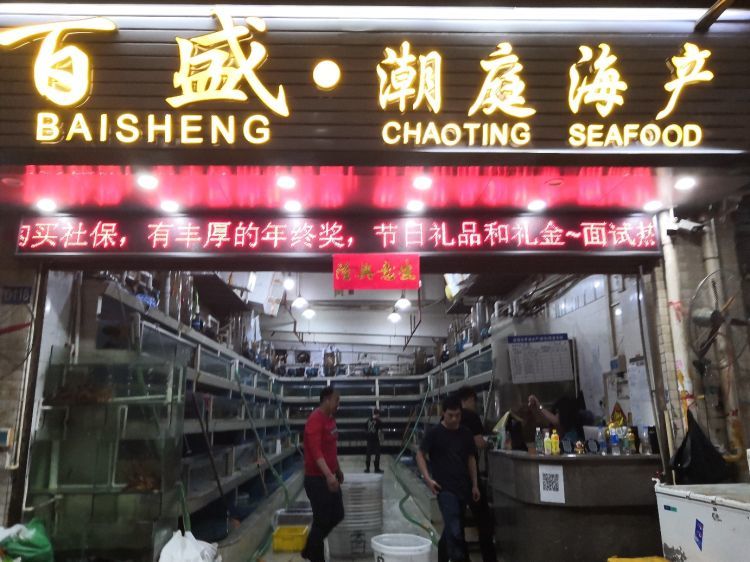 百盛·潮庭海产
BAISHENG CHAOTING SEAFOOD
购买社保，有丰厚的年终奖，节日礼品和礼金~面试热